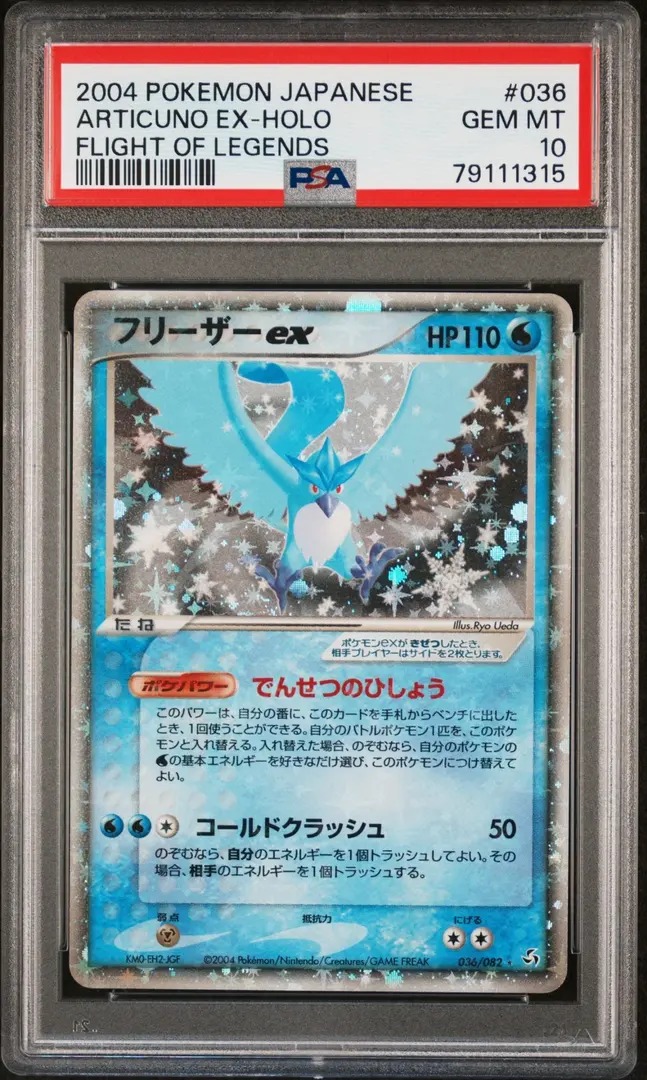 2004 POKEMON JAPANESE #036
ARTICUNO EX-HOLO GEM MT
FLIGHT OF LEGENDS 10
PSA 79111315
フリーザーex HP110
たね Illus.Ryo Ueda
ポケモンexがきぜつしたとき、
相手プレイヤーはサイドを2枚とります。
ポケパワー でんせつのひしょう
このパワーは、自分の番に、このカードを手札からベンチに出した
とき、1回使うことができる。自分のバトルポケモン1匹を、このポケ
モンと入れ替える。入れ替えた場合、のぞむなら、自分のポケモンの
の基本エネルギーを好きなだけ選び、このポケモンにつけ替えて
よい。
コールドクラッシュ 50
のぞむなら、自分のエネルギーを1個トラッシュしてよい。その
場合、相手のエネルギーを1個トラッシュする。
弱点 抵抗力 にげる
KM0-EH2-JGF ©2004 Pokémon/Nintendo/Creatures/GAME FREAK 036/082